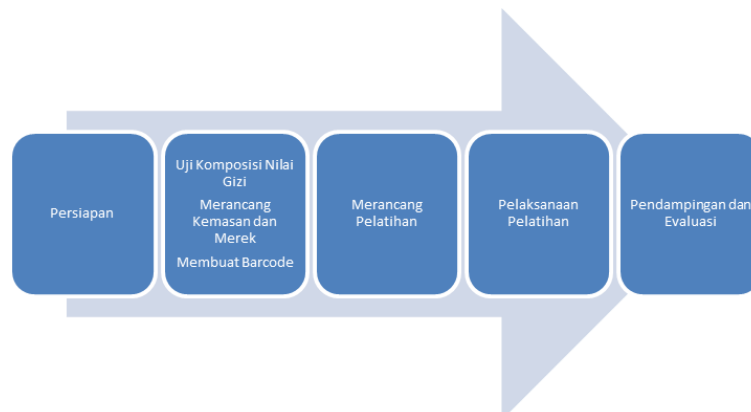 Persiapan
Uji Komposisi Nilai
Gizi
Merancang
Kemasan dan
Merek
Membuat Barcode
Merancang
Pelatihan
Pelaksanaan
Pelatihan
Pendampingan dan
Evaluasi